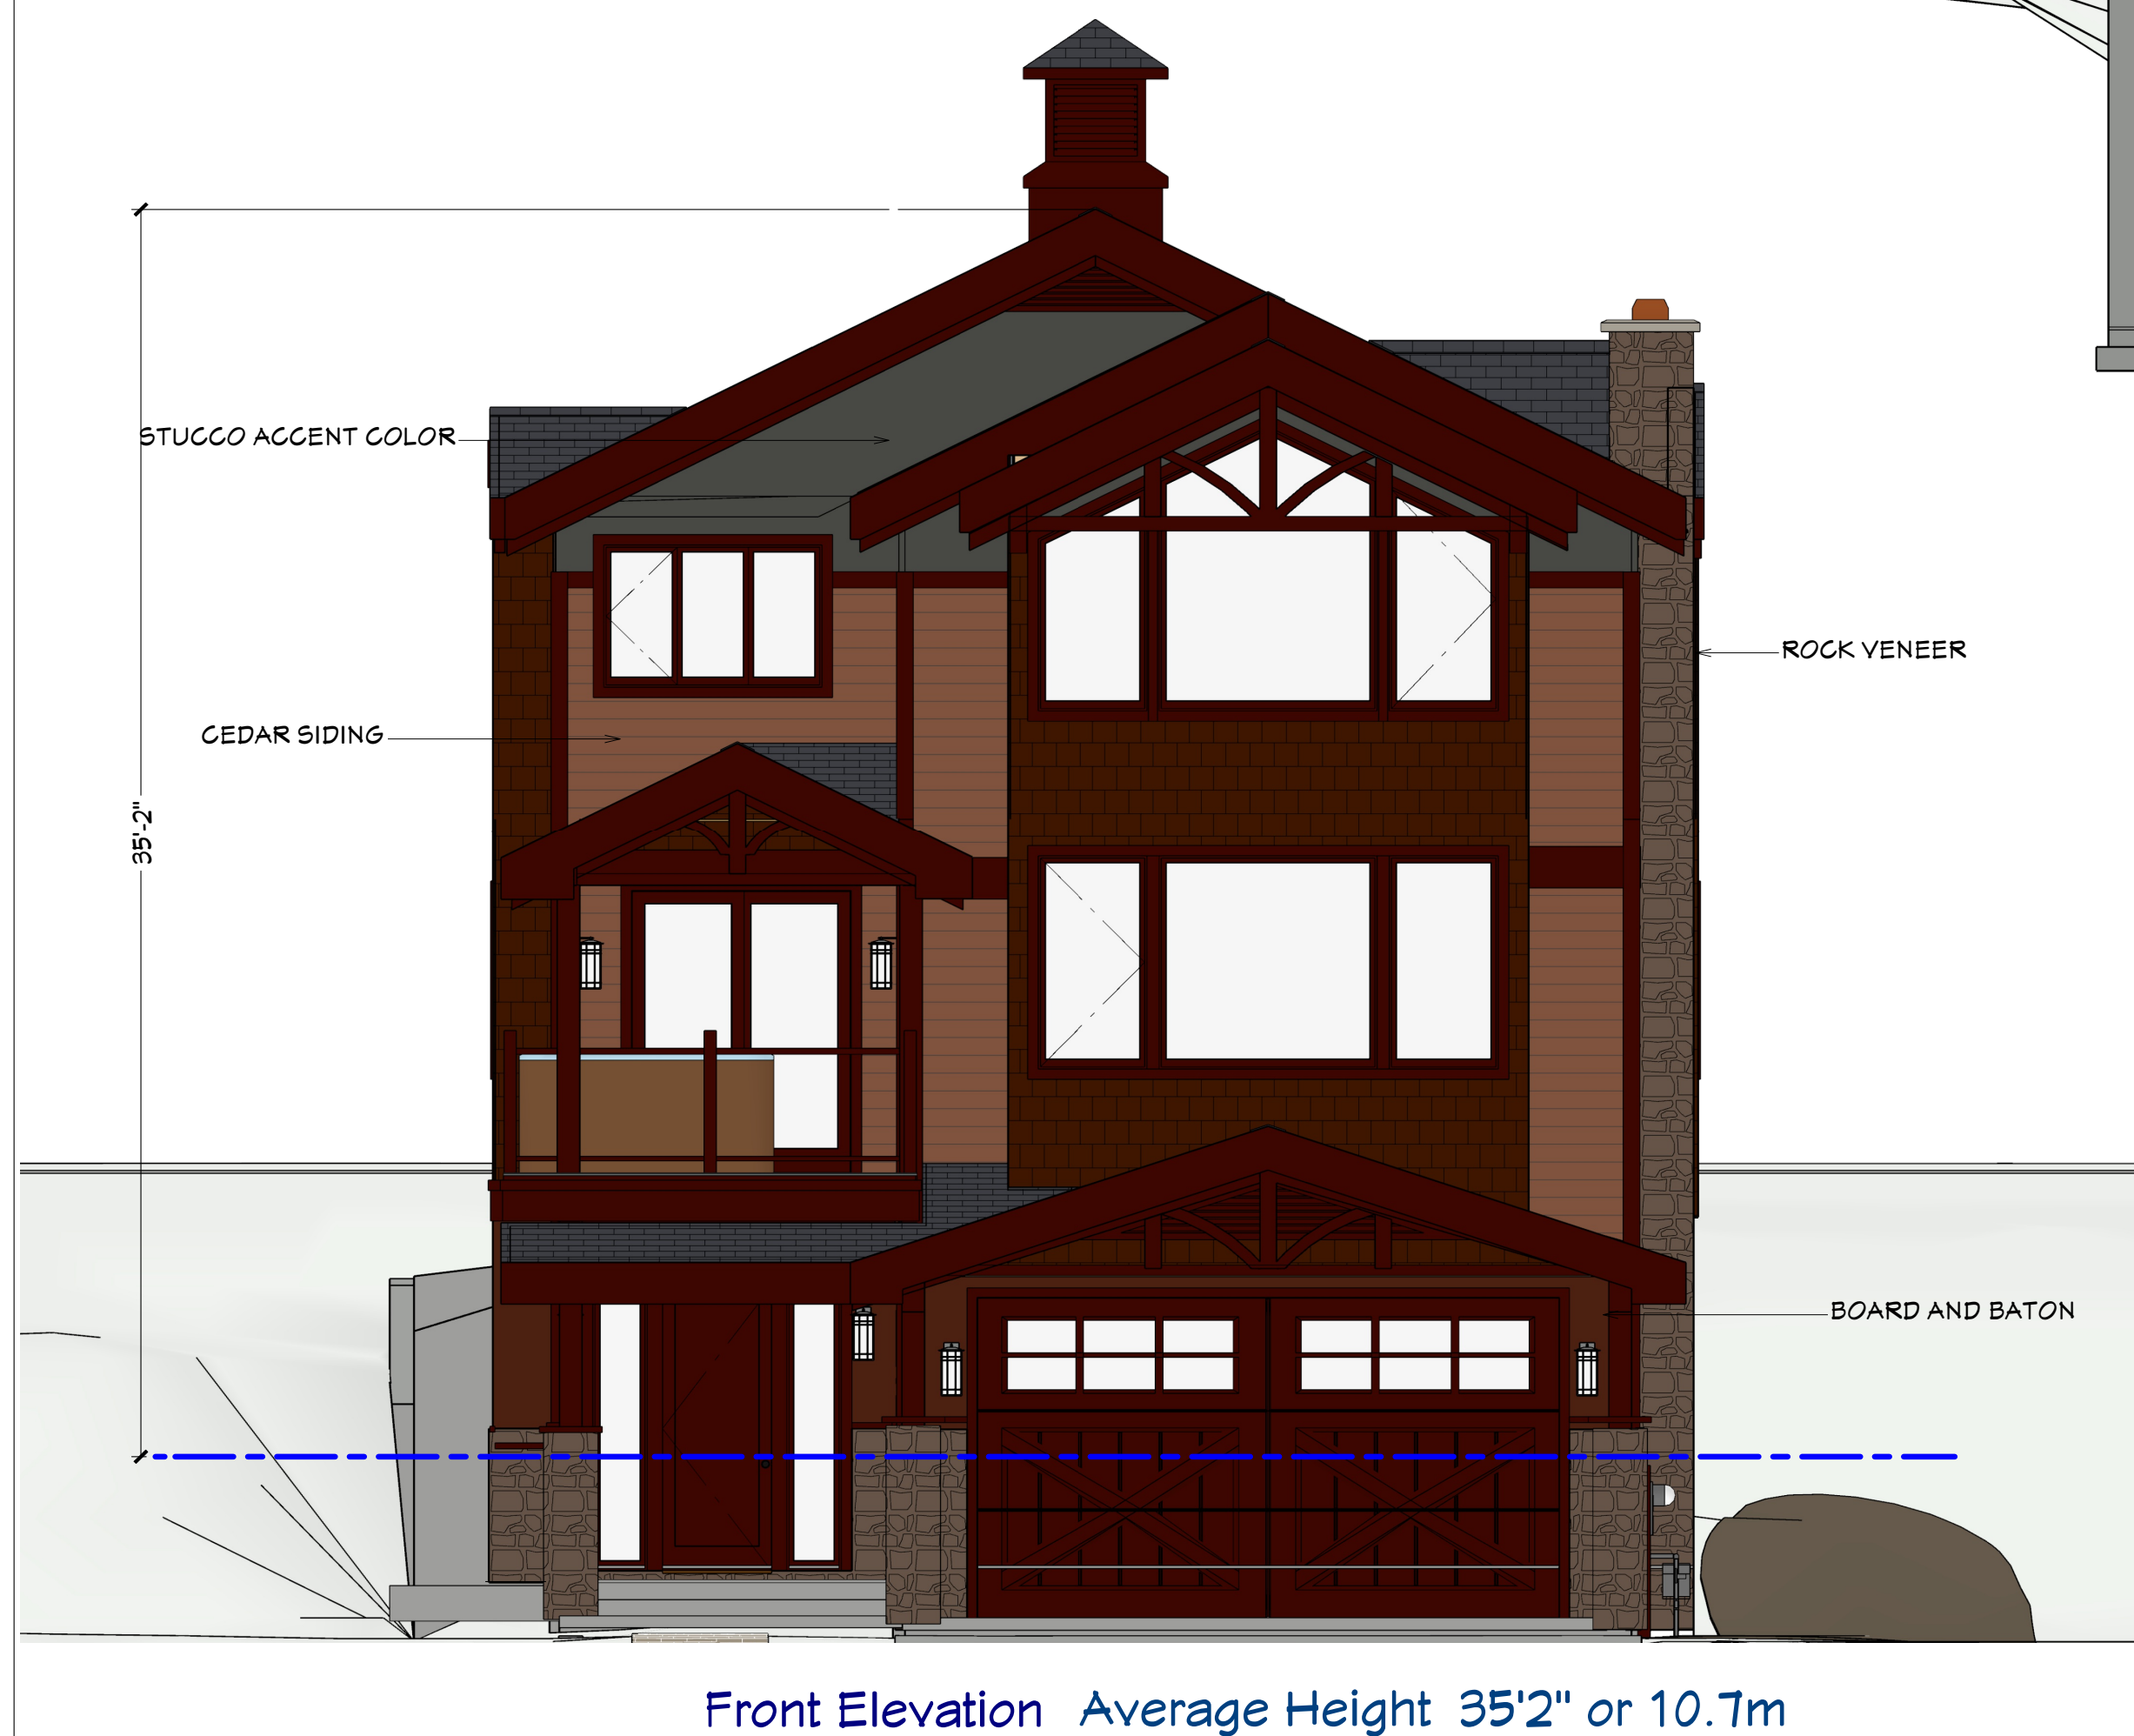 STUCCO ACCENT COLOR
ROCK VENEER
CEDAR SIDING
35'-2"
BOARD AND BATON
Front Elevation Average Height 35'2" or 10.7m